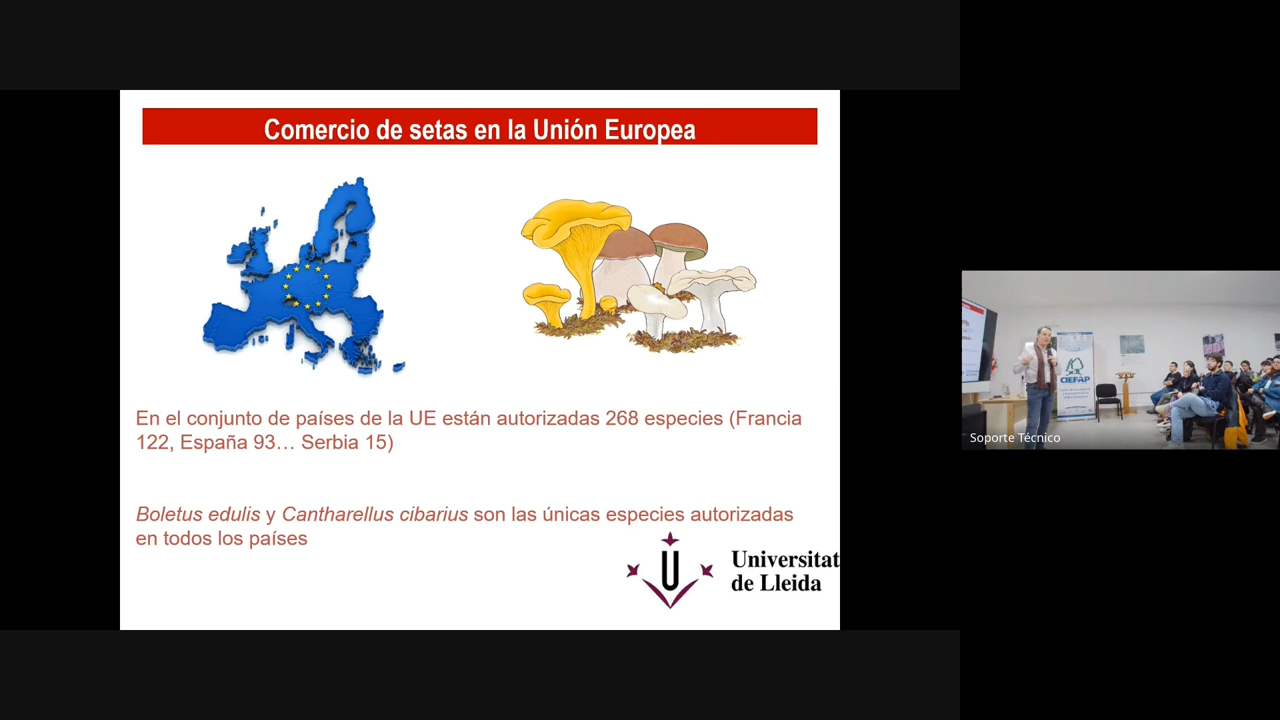 Comercio de setas en la Unión Europea
En el conjunto de países de la UE están autorizadas 268 especies (Francia
122, España 93… Serbia 15)
Boletus edulis y Cantharellus cibarius son las únicas especies autorizadas
en todos los países
Universitat
de Lleida
CIEFAP
Soporte Técnico